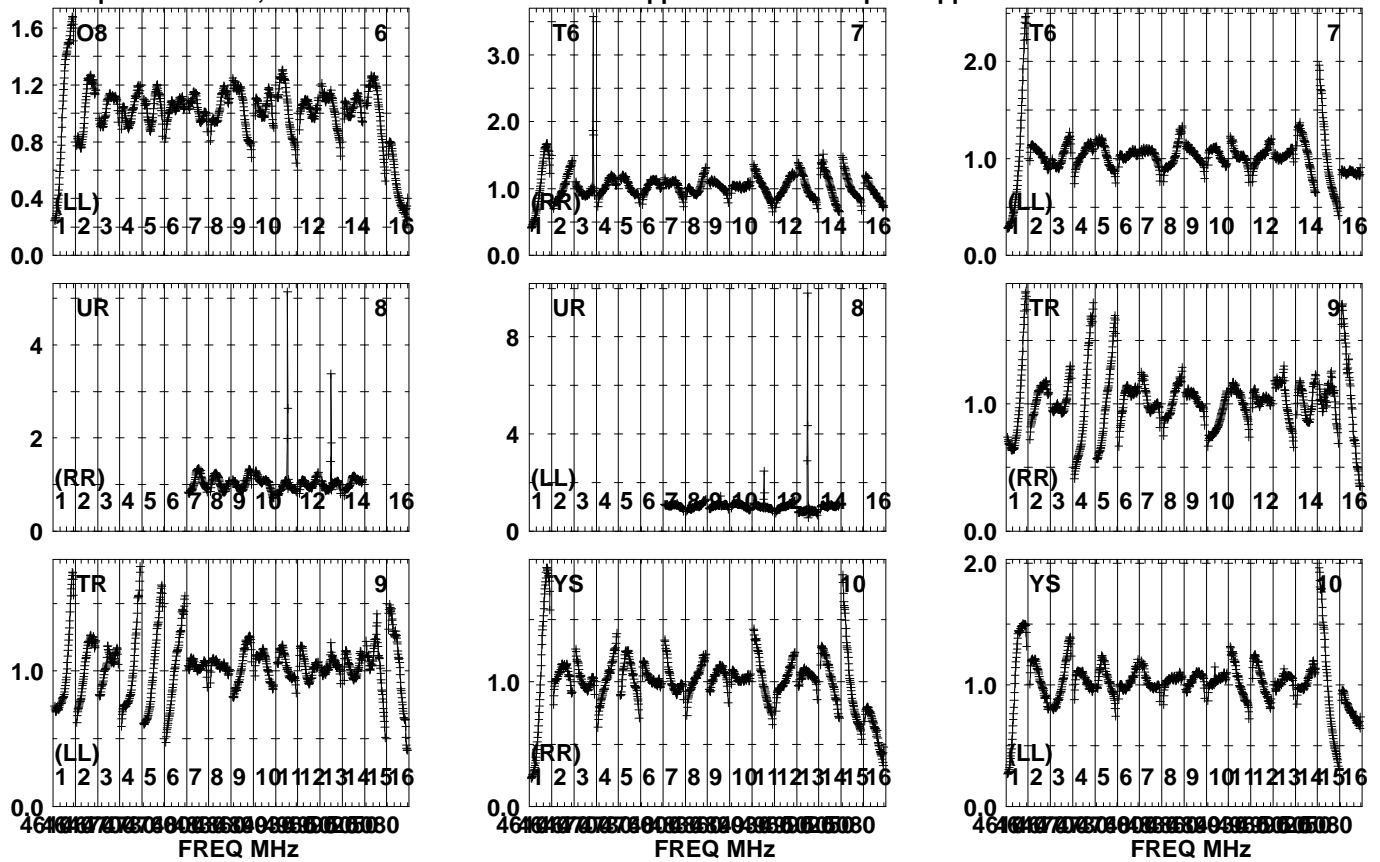 O8 6
1.6
1.2
0.8
0.4
0.0
(LL)
1 2 3 4 5 6 7 8 9 10 12 14 16
T6 7
3.0
2.0
1.0
0.0
(RR)
1 2 3 4 5 6 7 8 9 10 12 14 16
T6 7
2.0
1.0
0.0
(LL)
1 2 3 4 5 6 7 8 9 10 12 14 16
UR 8
4
2
0
(RR)
1 2 3 4 5 6 7 8 9 10 12 14 16
UR 8
8
4
0
(LL)
1 2 3 4 5 6 7 8 9 10 12 14 16
TR 9
1.0
0.0
(RR)
1 2 3 4 5 6 7 8 9 10 12 14 16
TR 9
1.0
0.0
(LL)
1 2 3 4 5 6 7 8 9 10 11 12 13 14 15 16
FREQ MHz
YS 10
1.0
0.0
(RR)
1 2 3 4 5 6 7 8 9 10 11 12 13 14 15 16
FREQ MHz
YS 10
2.0
1.0
0.0
(LL)
1 2 3 4 5 6 7 8 9 10 11 12 13 14 15 16
FREQ MHz